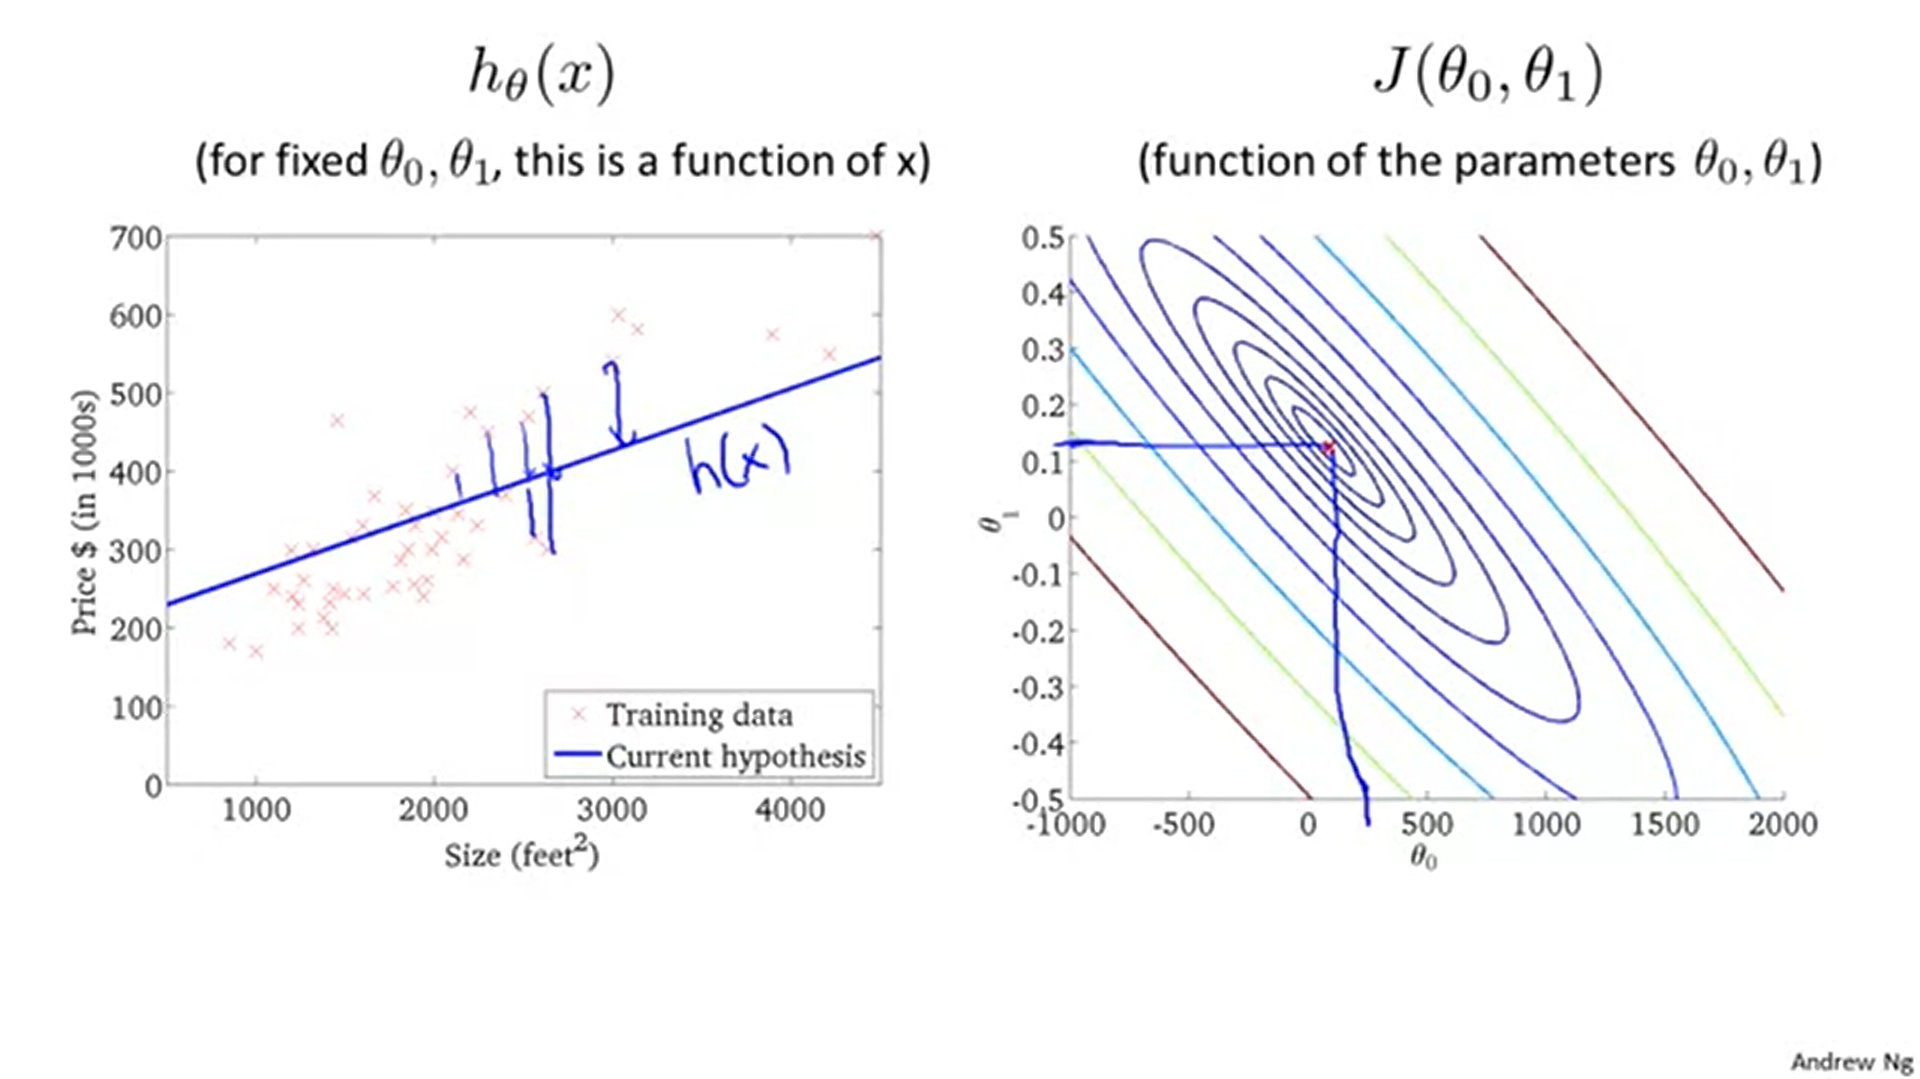 h_θ(x)
(for fixed θ₀, θ₁, this is a function of x)
700
600
500
400
300
200
100
0
Price $ (in 1000s)
1000 2000 3000 4000
Size (feet²)
h(x)
Training data
Current hypothesis
J(θ₀, θ₁)
(function of the parameters θ₀, θ₁)
0.5
0.4
0.3
0.2
0.1
0
-0.1
-0.2
-0.3
-0.4
-0.5
θ₁
-1000 -500 0 500 1000 1500 2000
θ₀
Andrew Ng